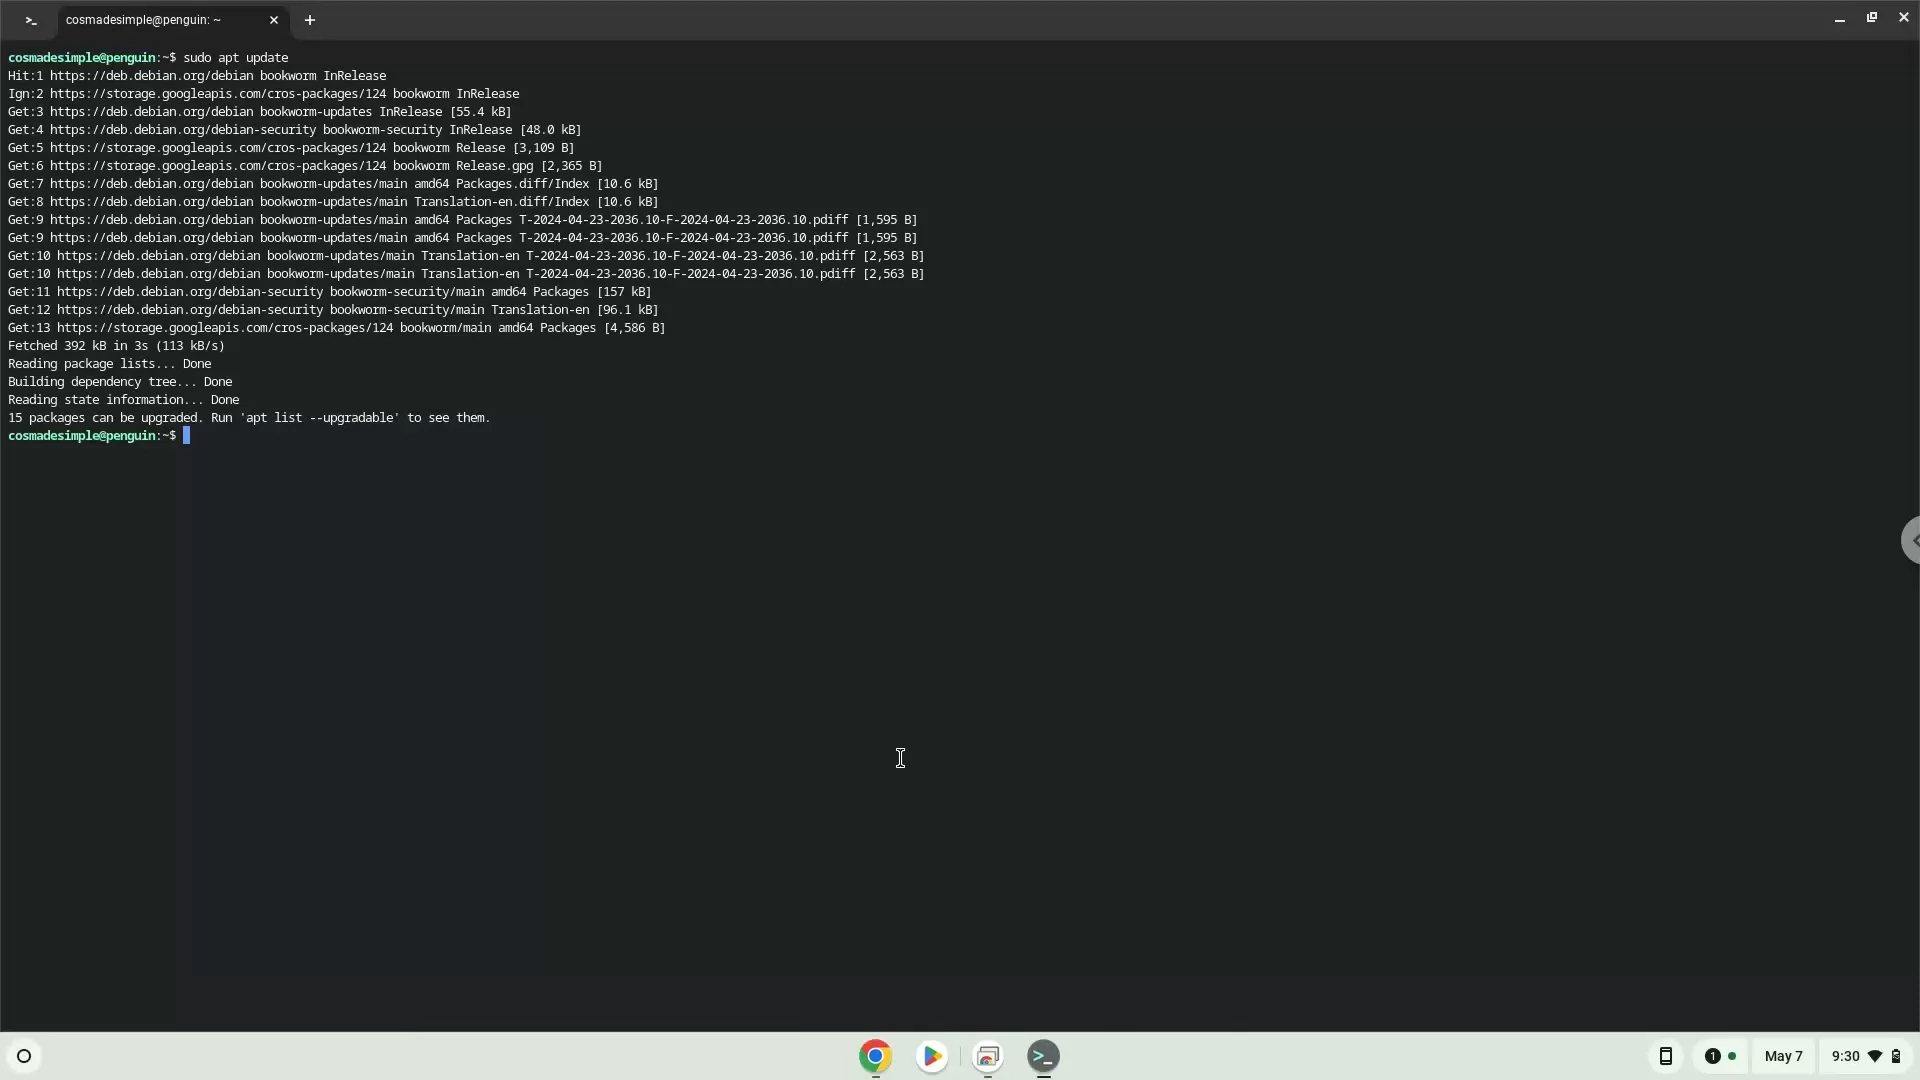 >_ cosmadesimple@penguin: ~
cosmadesimple@penguin:~$ sudo apt update
Hit:1 https://deb.debian.org/debian bookworm InRelease
Ign:2 https://storage.googleapis.com/cros-packages/124 bookworm InRelease
Get:3 https://deb.debian.org/debian bookworm-updates InRelease [55.4 kB]
Get:4 https://deb.debian.org/debian-security bookworm-security InRelease [48.0 kB]
Get:5 https://storage.googleapis.com/cros-packages/124 bookworm Release [3,109 B]
Get:6 https://storage.googleapis.com/cros-packages/124 bookworm Release.gpg [2,365 B]
Get:7 https://deb.debian.org/debian bookworm-updates/main amd64 Packages.diff/Index [10.6 kB]
Get:8 https://deb.debian.org/debian bookworm-updates/main Translation-en.diff/Index [10.6 kB]
Get:9 https://deb.debian.org/debian bookworm-updates/main amd64 Packages T-2024-04-23-2036.10-F-2024-04-23-2036.10.pdiff [1,595 B]
Get:9 https://deb.debian.org/debian bookworm-updates/main amd64 Packages T-2024-04-23-2036.10-F-2024-04-23-2036.10.pdiff [1,595 B]
Get:10 https://deb.debian.org/debian bookworm-updates/main Translation-en T-2024-04-23-2036.10-F-2024-04-23-2036.10.pdiff [2,563 B]
Get:10 https://deb.debian.org/debian bookworm-updates/main Translation-en T-2024-04-23-2036.10-F-2024-04-23-2036.10.pdiff [2,563 B]
Get:11 https://deb.debian.org/debian-security bookworm-security/main amd64 Packages [157 kB]
Get:12 https://deb.debian.org/debian-security bookworm-security/main Translation-en [96.1 kB]
Get:13 https://storage.googleapis.com/cros-packages/124 bookworm/main amd64 Packages [4,586 B]
Fetched 392 kB in 3s (113 kB/s)
Reading package lists... Done
Building dependency tree... Done
Reading state information... Done
15 packages can be upgraded. Run 'apt list --upgradable' to see them.
cosmadesimple@penguin:~$
>_ 1 May 7 9:30